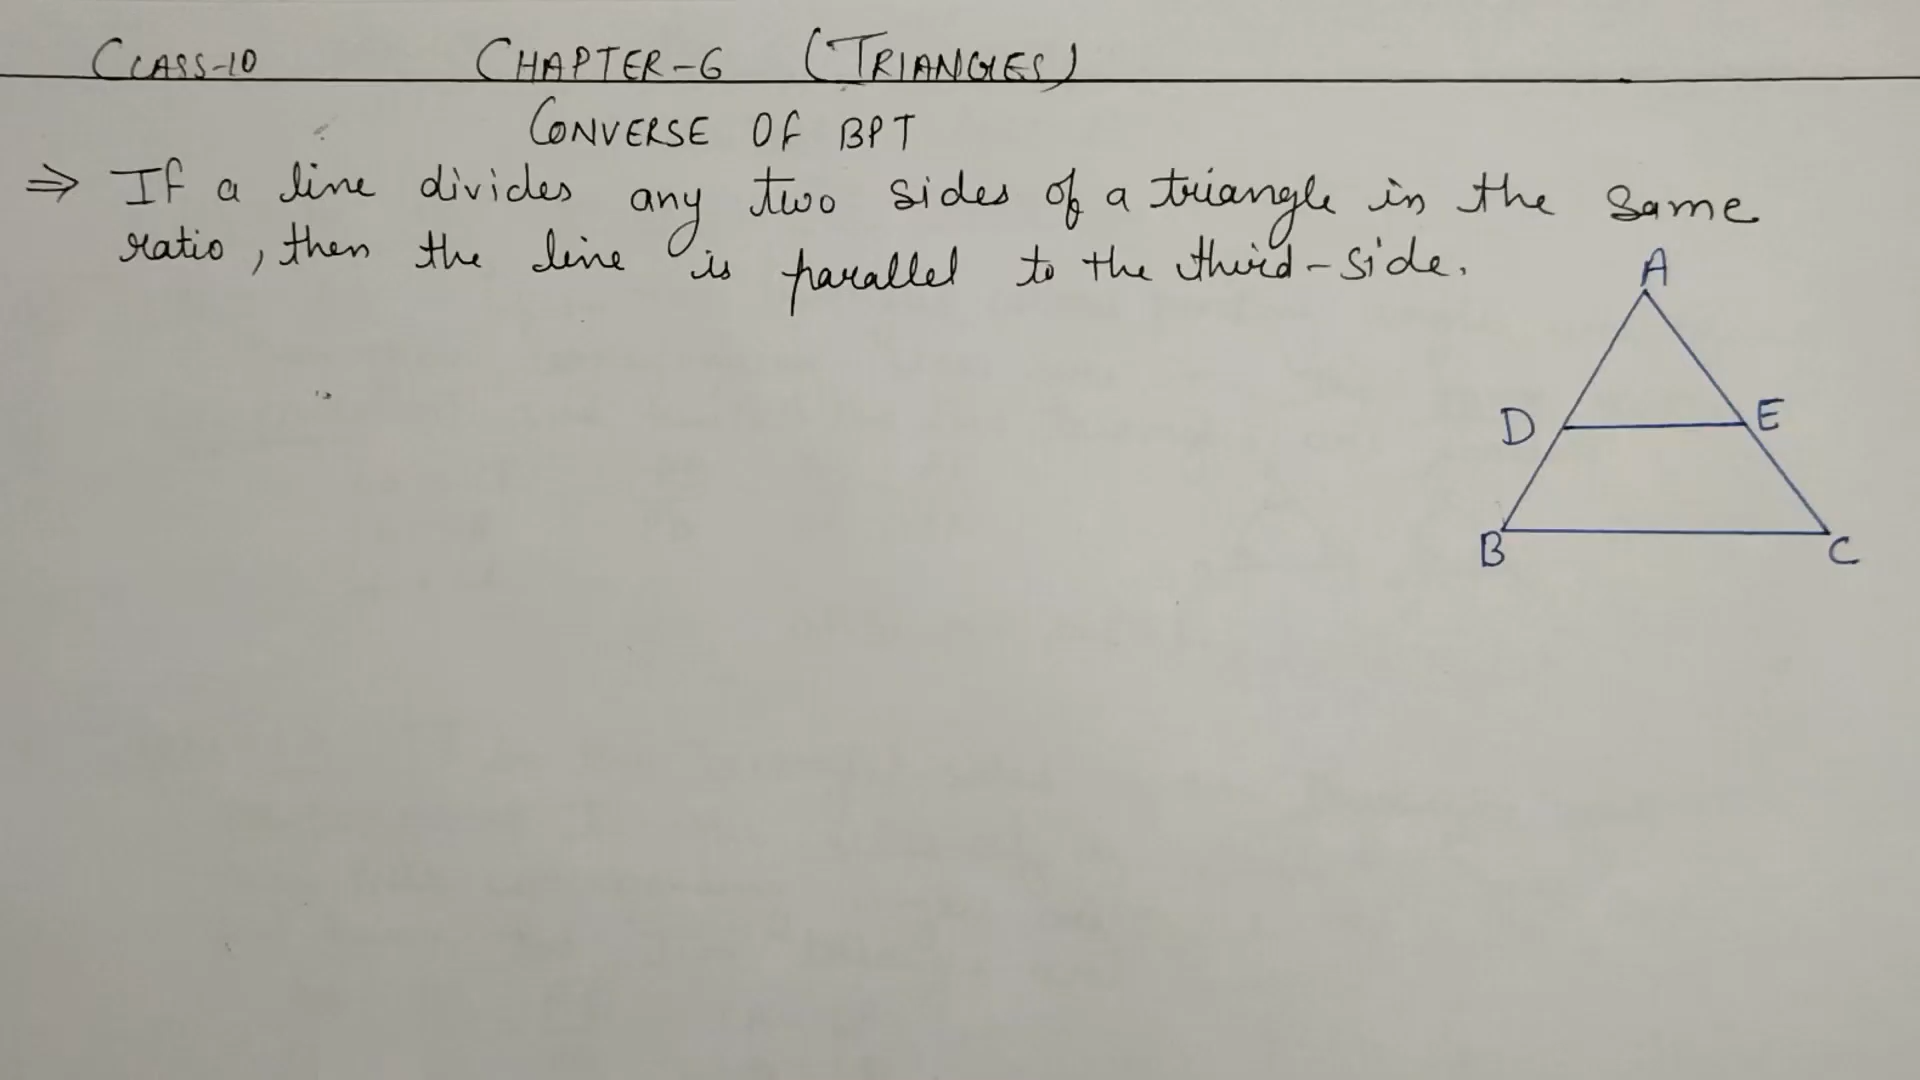 CLASS-10 CHAPTER-6 (TRIANGLES)
CONVERSE OF BPT
⇒ If a line divides any two sides of a triangle in the same
ratio, then the line is parallel to the third-side.
A
D E
B C